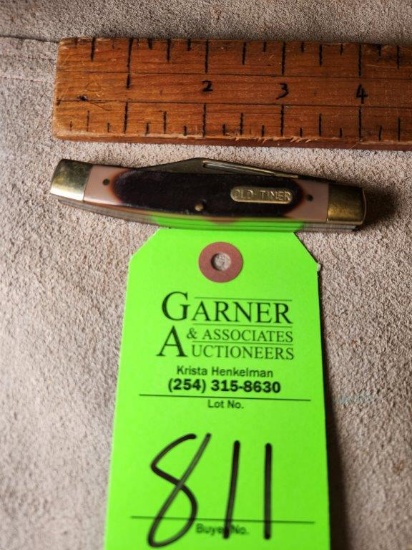 2 3 4
OLD TIMER
GARNER
& ASSOCIATES
AUCTIONEERS
Krista Henkelman
(254) 315-8630
Lot No.
811
Buyer No.